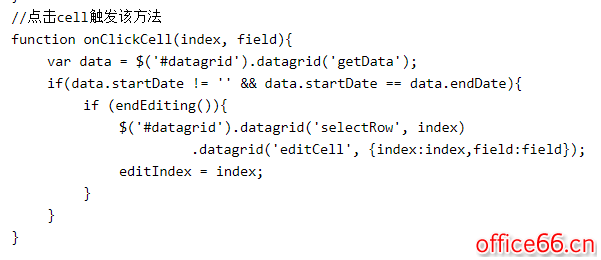 //点击cell触发该方法
function onClickCell(index, field){
    var data = $('#datagrid').datagrid('getData');
    if(data.startDate != '' && data.startDate == data.endDate){
        if (endEditing()){
            $('#datagrid').datagrid('selectRow', index)
                    .datagrid('editCell', {index:index,field:field});
            editIndex = index;
        }
    }
}
office66.cn